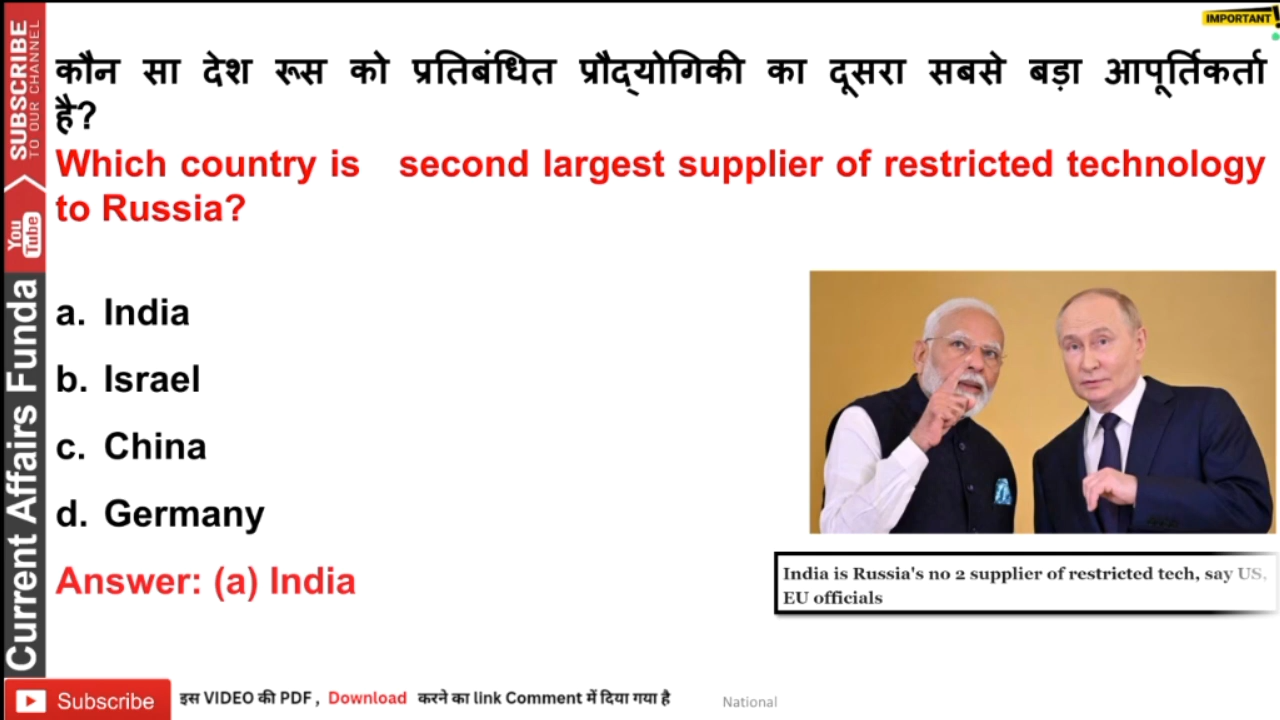 IMPORTANT!
SUBSCRIBE
TO OUR CHANNEL
You
Tube
Current Affairs Funda
कौन सा देश रूस को प्रतिबंधित प्रौद्योगिकी का दूसरा सबसे बड़ा आपूर्तिकर्ता
है?
Which country is second largest supplier of restricted technology
to Russia?
a. India
b. Israel
c. China
d. Germany
Answer: (a) India
India is Russia's no 2 supplier of restricted tech, say US,
EU officials
Subscribe
इस VIDEO की PDF , Download करने का link Comment में दिया गया है
National